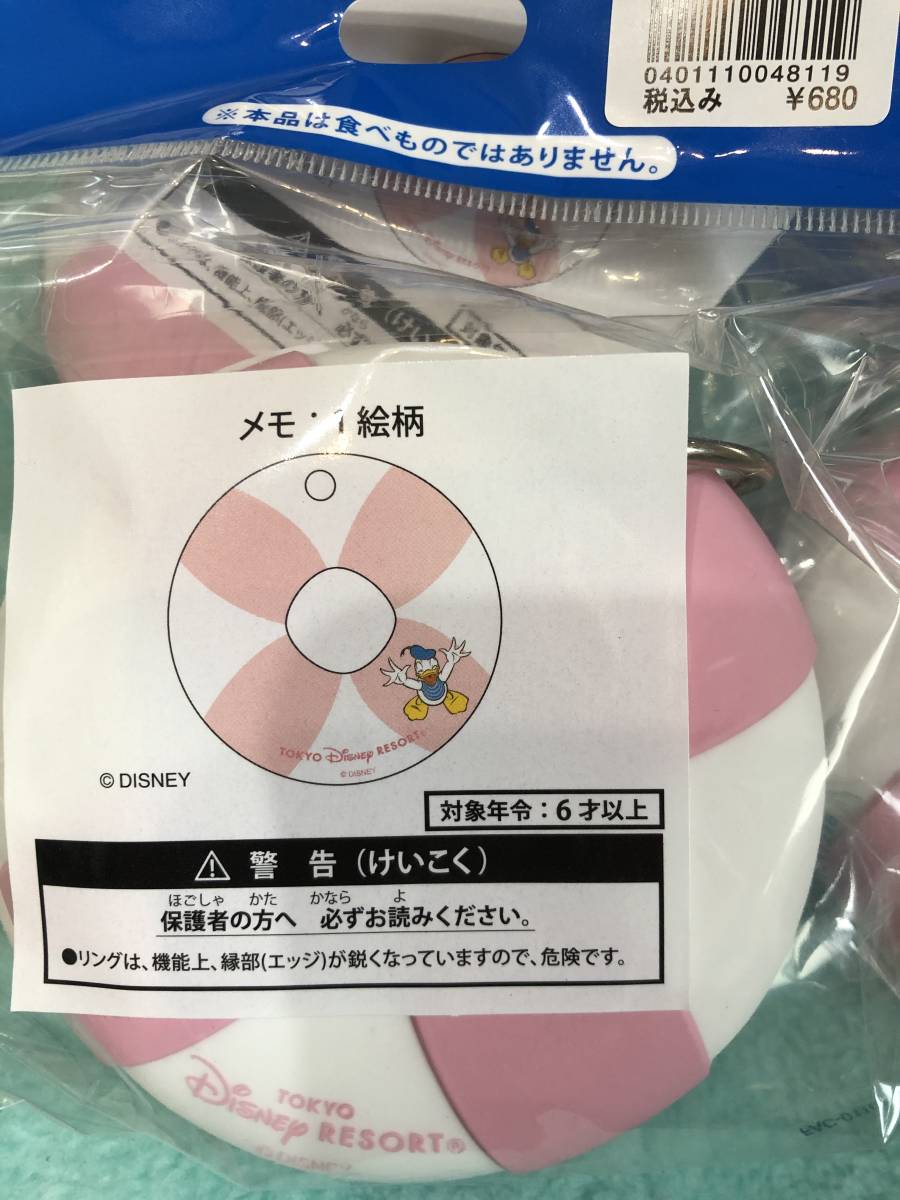 0401110048119
税込み ¥680
※本品は食べものではありません。
メモ：1絵柄
TOKYO Disney RESORT®
© DISNEY
© DISNEY
対象年令：6才以上
⚠ 警告（けいこく）
ほごしゃ かた かなら よ
保護者の方へ 必ずお読みください。
●リングは、機能上、縁部(エッジ)が鋭くなっていますので、危険です。
TOKYO
Disney RESORT®
© DISNEY